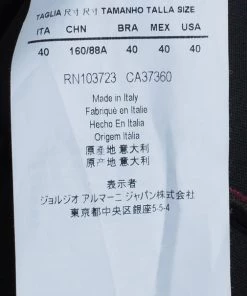 TAGLIA 尺寸 尺寸 TAMANHO TALLA SIZE
ITA CHN BRA MEX USA
40 160/88A 40 40 40
RN103723 CA37360
Made in Italy
Fabriqué en Italie
Hecho En Italia
Origem Itália
原産地 意大利
原产地 意大利
表示者
ジョルジオ アルマーニ ジャパン株式会社
東京都中央区銀座5-5-4